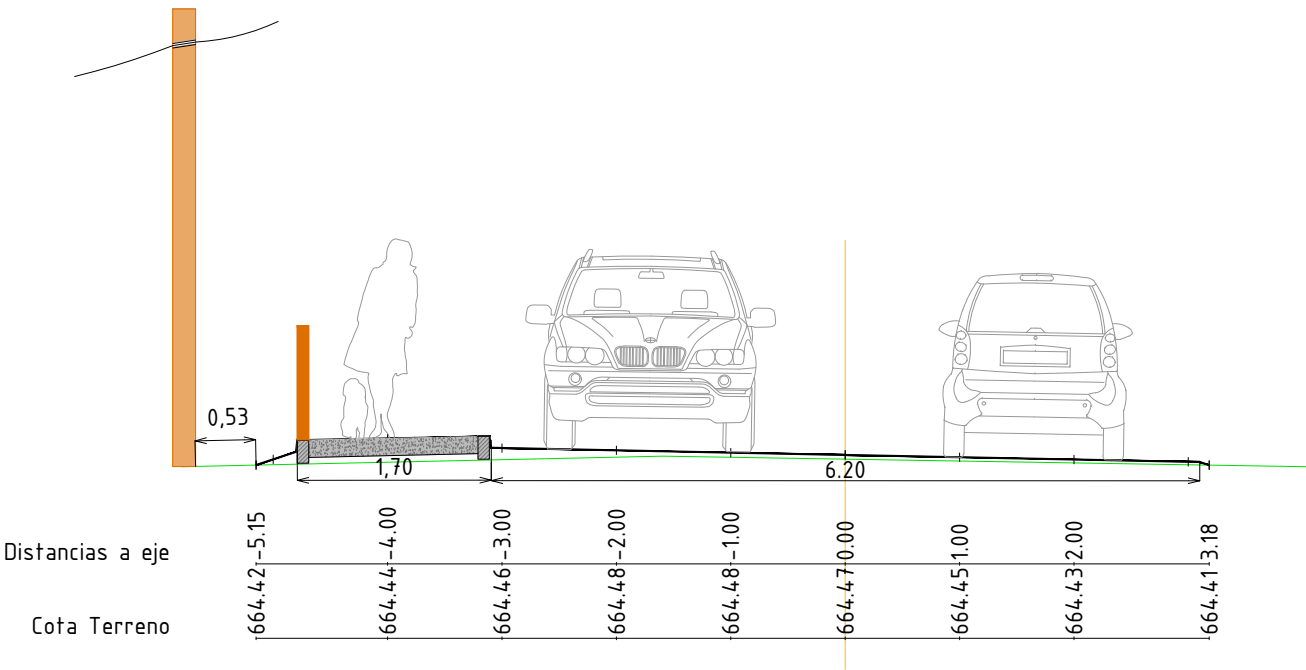 0,53
1,70
6.20
Distancias a eje
-5.15 -4.00 -3.00 -2.00 -1.00 0.00 1.00 2.00 3.18
Cota Terreno
664.42 664.44 664.46 664.48 664.48 664.47 664.45 664.43 664.41